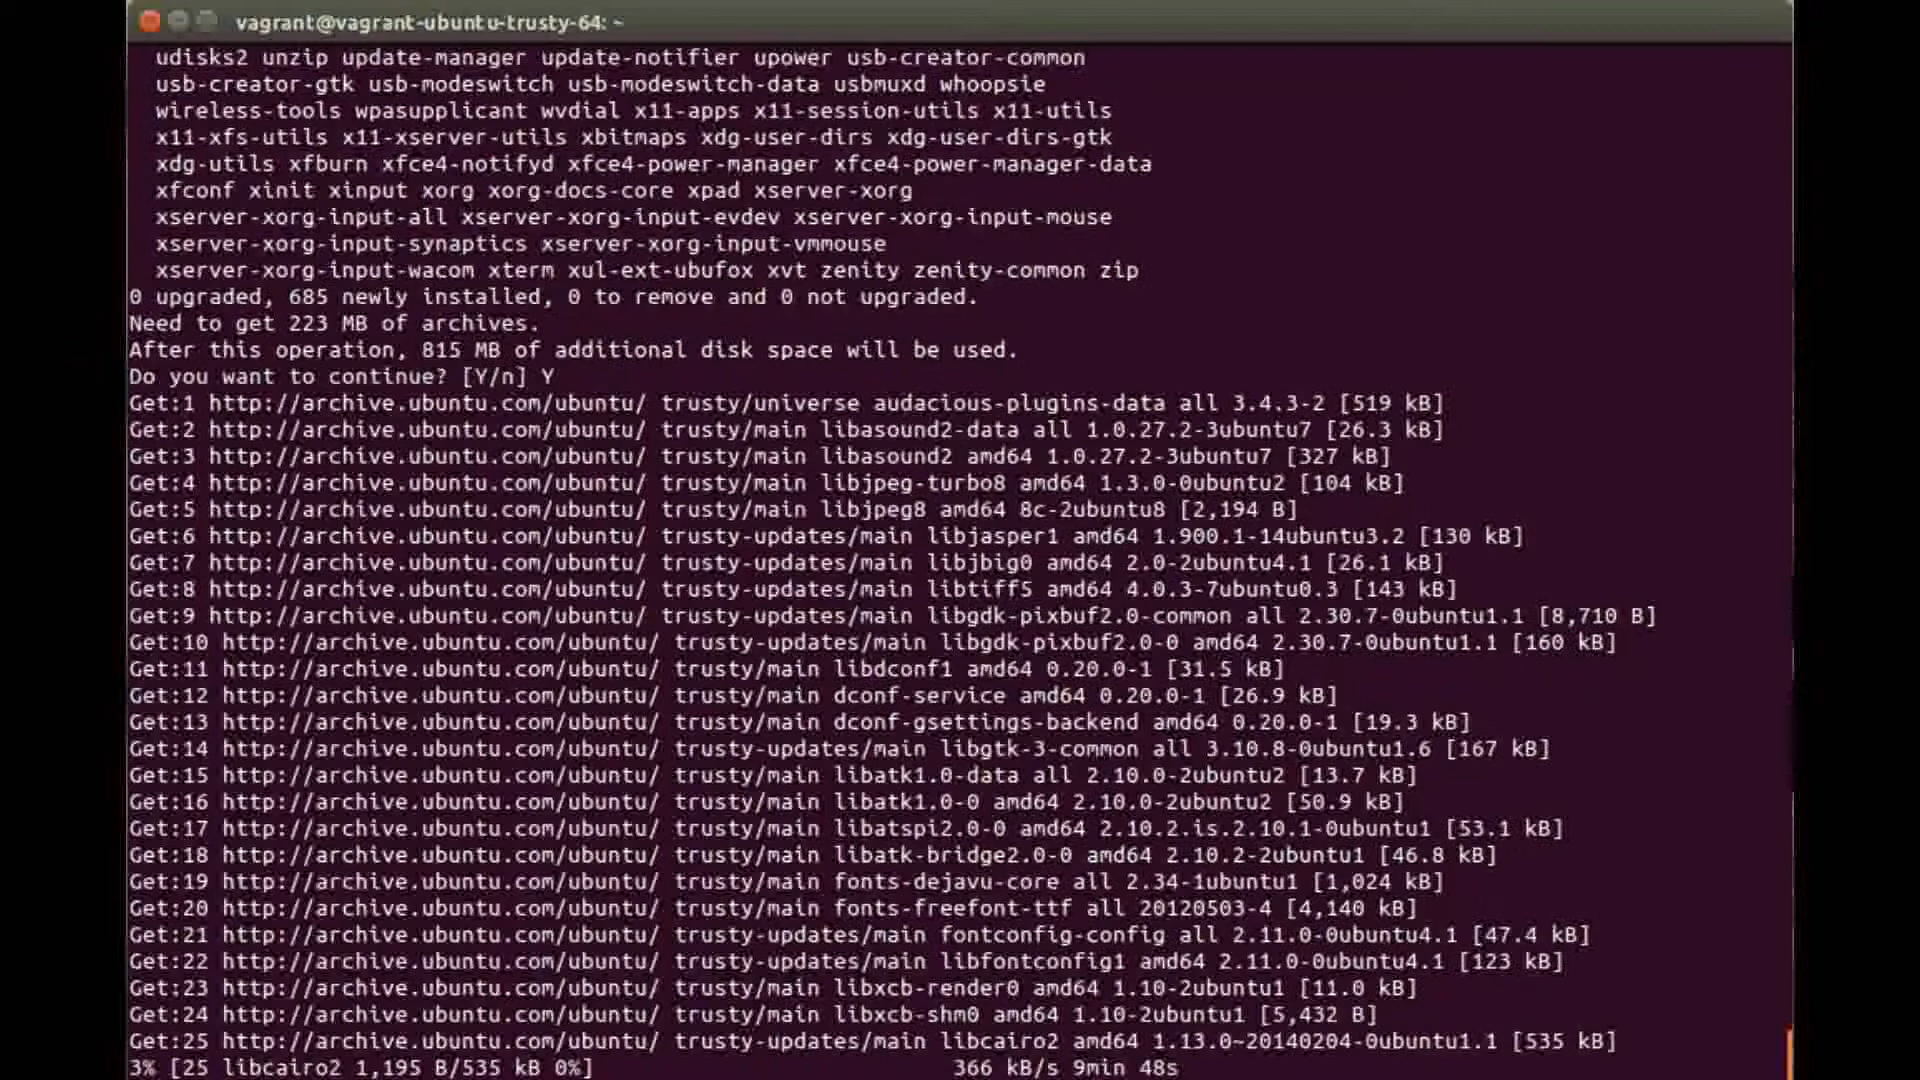 vagrant@vagrant-ubuntu-trusty-64: ~
udisks2 unzip update-manager update-notifier upower usb-creator-common
usb-creator-gtk usb-modeswitch usb-modeswitch-data usbmuxd whoopsie
wireless-tools wpasupplicant wvdial x11-apps x11-session-utils x11-utils
x11-xfs-utils x11-xserver-utils xbitmaps xdg-user-dirs xdg-user-dirs-gtk
xdg-utils xfburn xfce4-notifyd xfce4-power-manager xfce4-power-manager-data
xfconf xinit xinput xorg xorg-docs-core xpad xserver-xorg
xserver-xorg-input-all xserver-xorg-input-evdev xserver-xorg-input-mouse
xserver-xorg-input-synaptics xserver-xorg-input-vmmouse
xserver-xorg-input-wacom xterm xul-ext-ubufox xvt zenity zenity-common zip
0 upgraded, 685 newly installed, 0 to remove and 0 not upgraded.
Need to get 223 MB of archives.
After this operation, 815 MB of additional disk space will be used.
Do you want to continue? [Y/n] Y
Get:1 http://archive.ubuntu.com/ubuntu/ trusty/universe audacious-plugins-data all 3.4.3-2 [519 kB]
Get:2 http://archive.ubuntu.com/ubuntu/ trusty/main libasound2-data all 1.0.27.2-3ubuntu7 [26.3 kB]
Get:3 http://archive.ubuntu.com/ubuntu/ trusty/main libasound2 amd64 1.0.27.2-3ubuntu7 [327 kB]
Get:4 http://archive.ubuntu.com/ubuntu/ trusty/main libjpeg-turbo8 amd64 1.3.0-0ubuntu2 [104 kB]
Get:5 http://archive.ubuntu.com/ubuntu/ trusty/main libjpeg8 amd64 8c-2ubuntu8 [2,194 B]
Get:6 http://archive.ubuntu.com/ubuntu/ trusty-updates/main libjasper1 amd64 1.900.1-14ubuntu3.2 [130 kB]
Get:7 http://archive.ubuntu.com/ubuntu/ trusty-updates/main libjbig0 amd64 2.0-2ubuntu4.1 [26.1 kB]
Get:8 http://archive.ubuntu.com/ubuntu/ trusty-updates/main libtiff5 amd64 4.0.3-7ubuntu0.3 [143 kB]
Get:9 http://archive.ubuntu.com/ubuntu/ trusty-updates/main libgdk-pixbuf2.0-common all 2.30.7-0ubuntu1.1 [8,710 B]
Get:10 http://archive.ubuntu.com/ubuntu/ trusty-updates/main libgdk-pixbuf2.0-0 amd64 2.30.7-0ubuntu1.1 [160 kB]
Get:11 http://archive.ubuntu.com/ubuntu/ trusty/main libdconf1 amd64 0.20.0-1 [31.5 kB]
Get:12 http://archive.ubuntu.com/ubuntu/ trusty/main dconf-service amd64 0.20.0-1 [26.9 kB]
Get:13 http://archive.ubuntu.com/ubuntu/ trusty/main dconf-gsettings-backend amd64 0.20.0-1 [19.3 kB]
Get:14 http://archive.ubuntu.com/ubuntu/ trusty-updates/main libgtk-3-common all 3.10.8-0ubuntu1.6 [167 kB]
Get:15 http://archive.ubuntu.com/ubuntu/ trusty/main libatk1.0-data all 2.10.0-2ubuntu2 [13.7 kB]
Get:16 http://archive.ubuntu.com/ubuntu/ trusty/main libatk1.0-0 amd64 2.10.0-2ubuntu2 [50.9 kB]
Get:17 http://archive.ubuntu.com/ubuntu/ trusty/main libatspi2.0-0 amd64 2.10.2.is.2.10.1-0ubuntu1 [53.1 kB]
Get:18 http://archive.ubuntu.com/ubuntu/ trusty/main libatk-bridge2.0-0 amd64 2.10.2-2ubuntu1 [46.8 kB]
Get:19 http://archive.ubuntu.com/ubuntu/ trusty/main fonts-dejavu-core all 2.34-1ubuntu1 [1,024 kB]
Get:20 http://archive.ubuntu.com/ubuntu/ trusty/main fonts-freefont-ttf all 20120503-4 [4,140 kB]
Get:21 http://archive.ubuntu.com/ubuntu/ trusty-updates/main fontconfig-config all 2.11.0-0ubuntu4.1 [47.4 kB]
Get:22 http://archive.ubuntu.com/ubuntu/ trusty-updates/main libfontconfig1 amd64 2.11.0-0ubuntu4.1 [123 kB]
Get:23 http://archive.ubuntu.com/ubuntu/ trusty/main libxcb-render0 amd64 1.10-2ubuntu1 [11.0 kB]
Get:24 http://archive.ubuntu.com/ubuntu/ trusty/main libxcb-shm0 amd64 1.10-2ubuntu1 [5,432 B]
Get:25 http://archive.ubuntu.com/ubuntu/ trusty-updates/main libcairo2 amd64 1.13.0~20140204-0ubuntu1.1 [535 kB]
3% [25 libcairo2 1,195 B/535 kB 0%] 366 kB/s 9min 48s